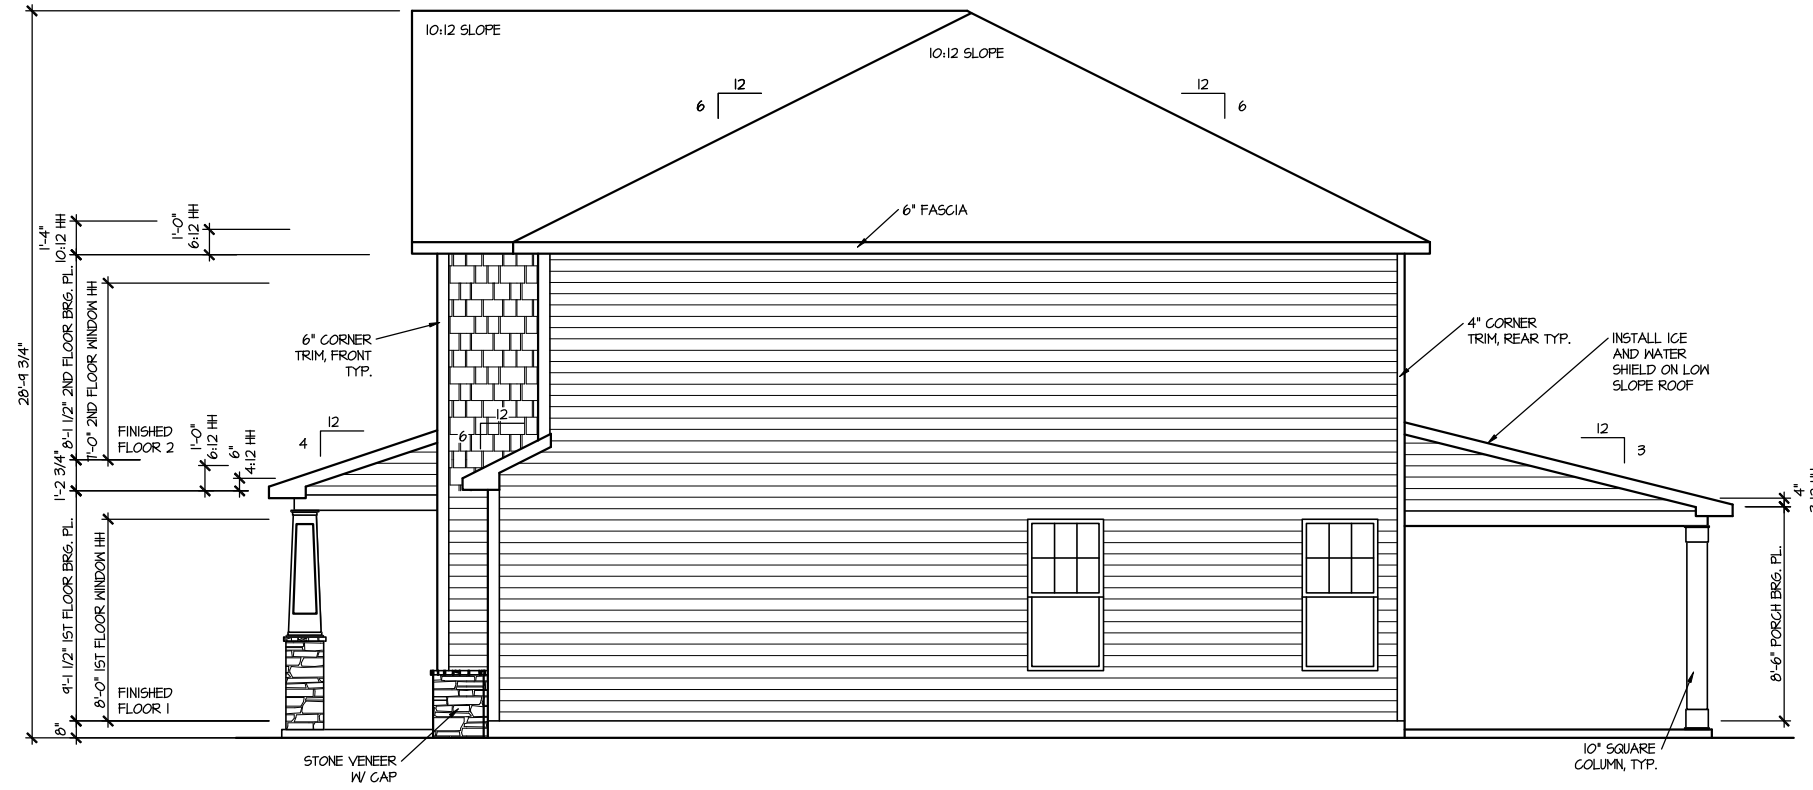 10:12 SLOPE
10:12 SLOPE
12
6
12
6
6" FASCIA
28'-9 3/4"
1'-4"
10:12 HH
1'-0"
6:12 HH
8'-1 1/2" 2ND FLOOR BRG. PL.
7'-0" 2ND FLOOR WINDOW HH
1'-2 3/4"
9'-1 1/2" 1ST FLOOR BRG. PL.
8'-0" 1ST FLOOR WINDOW HH
8"
FINISHED
FLOOR 2
1'-0"
6:12 HH
6"
4:12 HH
12
4
6" CORNER
TRIM, FRONT
TYP.
12
6
4" CORNER
TRIM, REAR TYP.
INSTALL ICE
AND WATER
SHIELD ON LOW
SLOPE ROOF
12
3
4"
8'-6" PORCH BRG. PL.
FINISHED
FLOOR 1
STONE VENEER
W/ CAP
10" SQUARE
COLUMN, TYP.